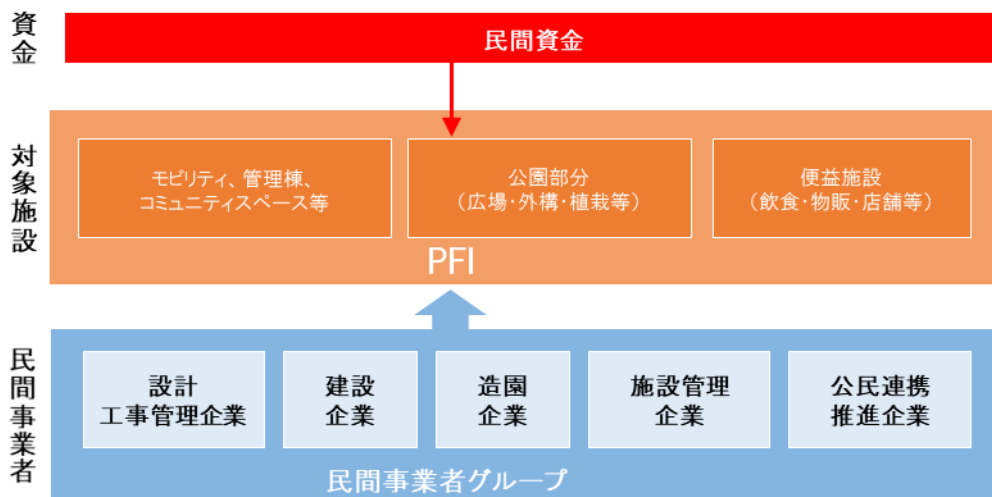 資金
民間資金
対象施設
モビリティ、管理棟、
コミュニティスペース等
公園部分
（広場・外構・植栽等）
便益施設
（飲食・物販・店舗等）
PFI
民間事業者
設計
工事管理企業
建設
企業
造園
企業
施設管理
企業
公民連携
推進企業
民間事業者グループ